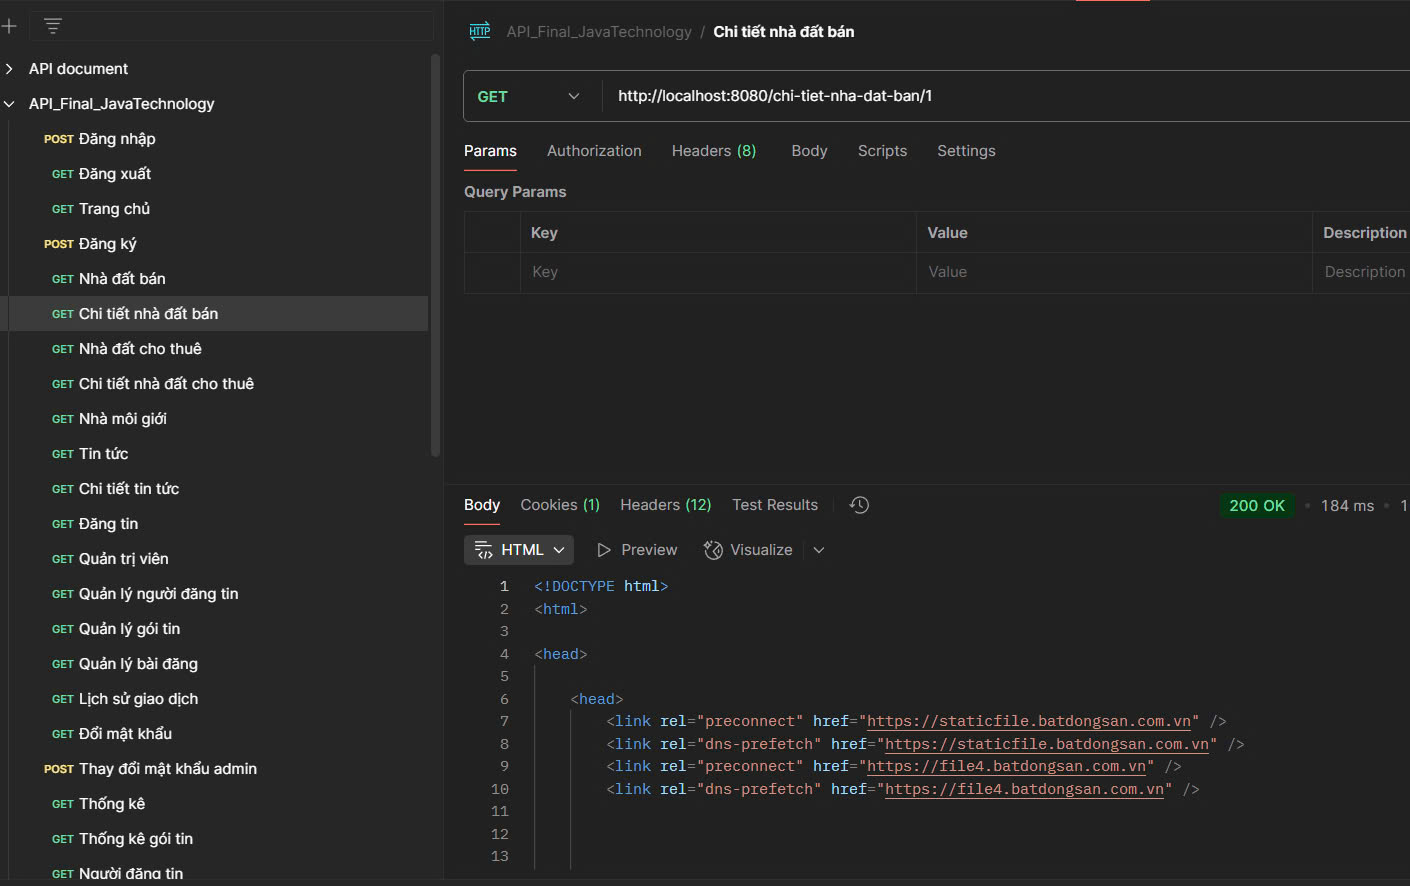 API document
API_Final_JavaTechnology
POST Đăng nhập
GET Đăng xuất
GET Trang chủ
POST Đăng ký
GET Nhà đất bán
GET Chi tiết nhà đất bán
GET Nhà đất cho thuê
GET Chi tiết nhà đất cho thuê
GET Nhà môi giới
GET Tin tức
GET Chi tiết tin tức
GET Đăng tin
GET Quản trị viên
GET Quản lý người đăng tin
GET Quản lý gói tin
GET Quản lý bài đăng
GET Lịch sử giao dịch
GET Đổi mật khẩu
POST Thay đổi mật khẩu admin
GET Thống kê
GET Thống kê gói tin
GET Người đăng tin
HTTP API_Final_JavaTechnology / Chi tiết nhà đất bán
GET http://localhost:8080/chi-tiet-nha-dat-ban/1
Params Authorization Headers (8) Body Scripts Settings
Query Params
Key Value Description
Key Value Description
Body Cookies (1) Headers (12) Test Results 200 OK • 184 ms • 1
HTML Preview Visualize
1 <!DOCTYPE html>
2 <html>
3
4 <head>
5
6 <head>
7 <link rel="preconnect" href="https://staticfile.batdongsan.com.vn" />
8 <link rel="dns-prefetch" href="https://staticfile.batdongsan.com.vn" />
9 <link rel="preconnect" href="https://file4.batdongsan.com.vn" />
10 <link rel="dns-prefetch" href="https://file4.batdongsan.com.vn" />
11
12
13